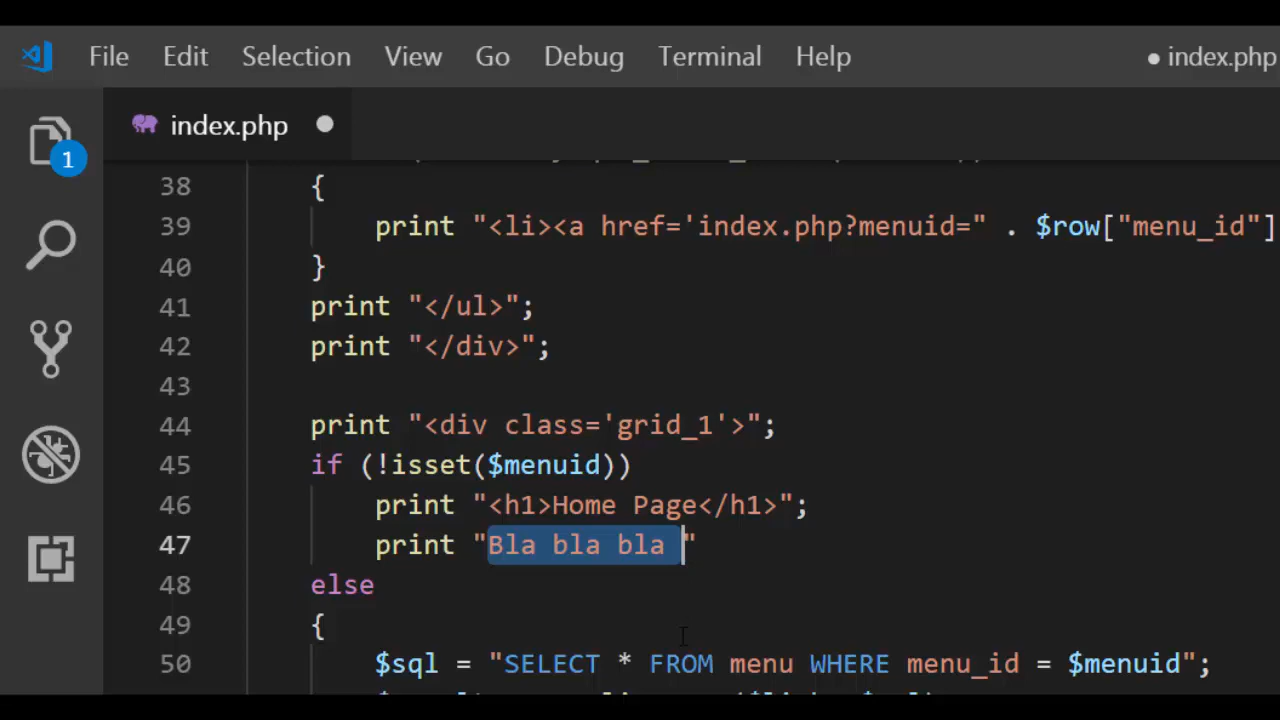 File Edit Selection View Go Debug Terminal Help ● index.php
index.php ●
1
38 {
39 print "<li><a href='index.php?menuid=" . $row["menu_id"]
40 }
41 print "</ul>";
42 print "</div>";
43
44 print "<div class='grid_1'>";
45 if (!isset($menuid))
46 print "<h1>Home Page</h1>";
47 print "Bla bla bla "
48 else
49 {
50 $sql = "SELECT * FROM menu WHERE menu_id = $menuid";